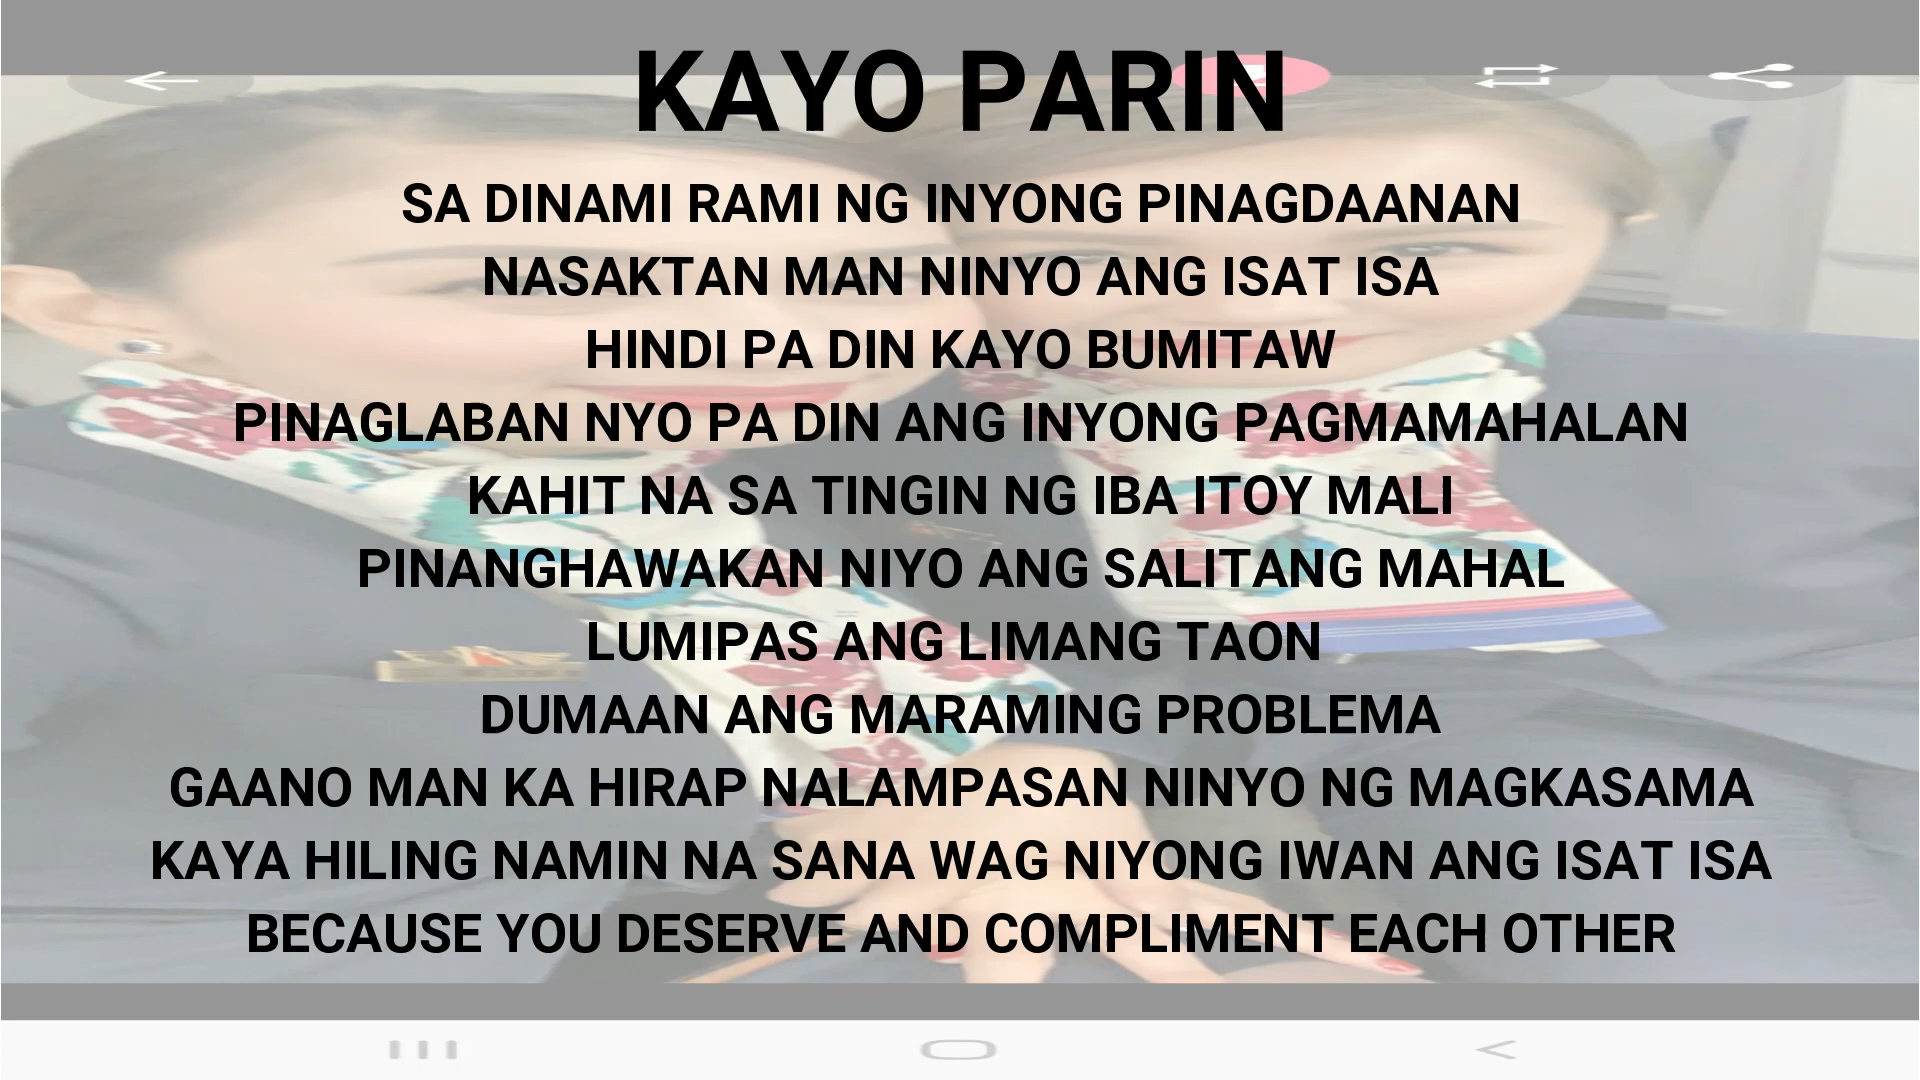 KAYO PARIN
SA DINAMI RAMI NG INYONG PINAGDAANAN
NASAKTAN MAN NINYO ANG ISAT ISA
HINDI PA DIN KAYO BUMITAW
PINAGLABAN NYO PA DIN ANG INYONG PAGMAMAHALAN
KAHIT NA SA TINGIN NG IBA ITOY MALI
PINANGHAWAKAN NIYO ANG SALITANG MAHAL
LUMIPAS ANG LIMANG TAON
DUMAAN ANG MARAMING PROBLEMA
GAANO MAN KA HIRAP NALAMPASAN NINYO NG MAGKASAMA
KAYA HILING NAMIN NA SANA WAG NIYONG IWAN ANG ISAT ISA
BECAUSE YOU DESERVE AND COMPLIMENT EACH OTHER